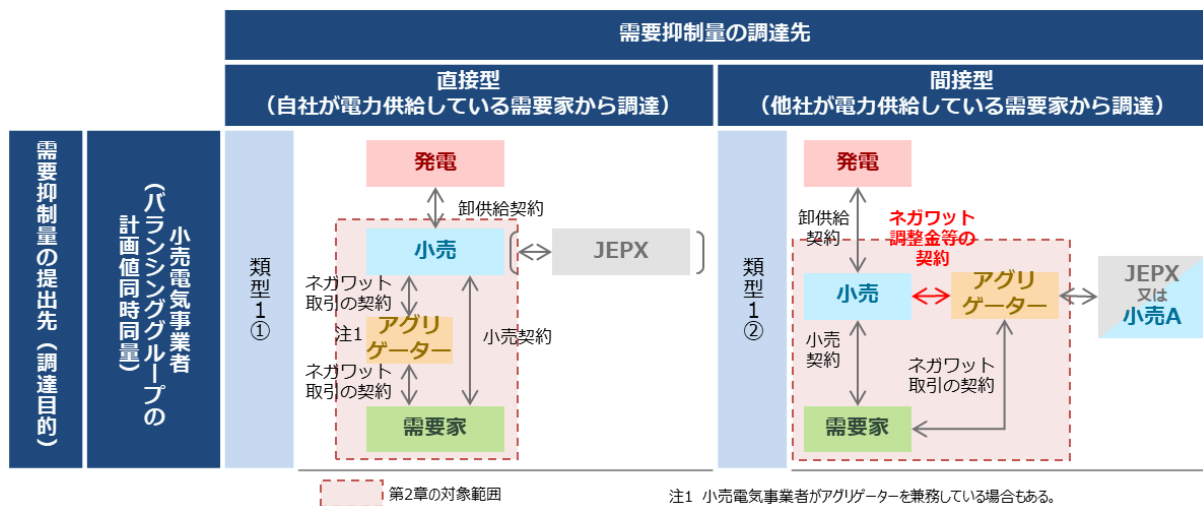 需要抑制量の調達先
直接型
（自社が電力供給している需要家から調達）
間接型
（他社が電力供給している需要家から調達）
需要抑制量の提出先（調達目的）
小売電気事業者
（バランシンググループの
計画値同時同量）
類型1①
発電
卸供給契約
小売
JEPX
ネガワット
取引の契約
注1
アグリ
ゲーター
小売契約
ネガワット
取引の契約
需要家
類型1②
発電
卸供給
契約
ネガワット
調整金等の
契約
小売
アグリ
ゲーター
JEPX
又は
小売A
小売
契約
ネガワット
取引の契約
需要家
第2章の対象範囲
注1 小売電気事業者がアグリゲーターを兼務している場合もある。